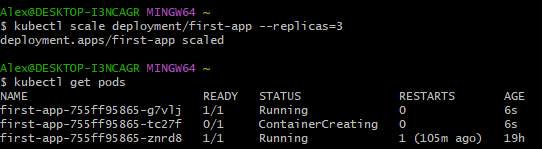 Alex@DESKTOP-I3NCAGR MINGW64 ~
$ kubectl scale deployment/first-app --replicas=3
deployment.apps/first-app scaled
Alex@DESKTOP-I3NCAGR MINGW64 ~
$ kubectl get pods
NAME READY STATUS RESTARTS AGE
first-app-755ff95865-g7vlj 1/1 Running 0 6s
first-app-755ff95865-tc27f 0/1 ContainerCreating 0 6s
first-app-755ff95865-znrd8 1/1 Running 1 (105m ago) 19h